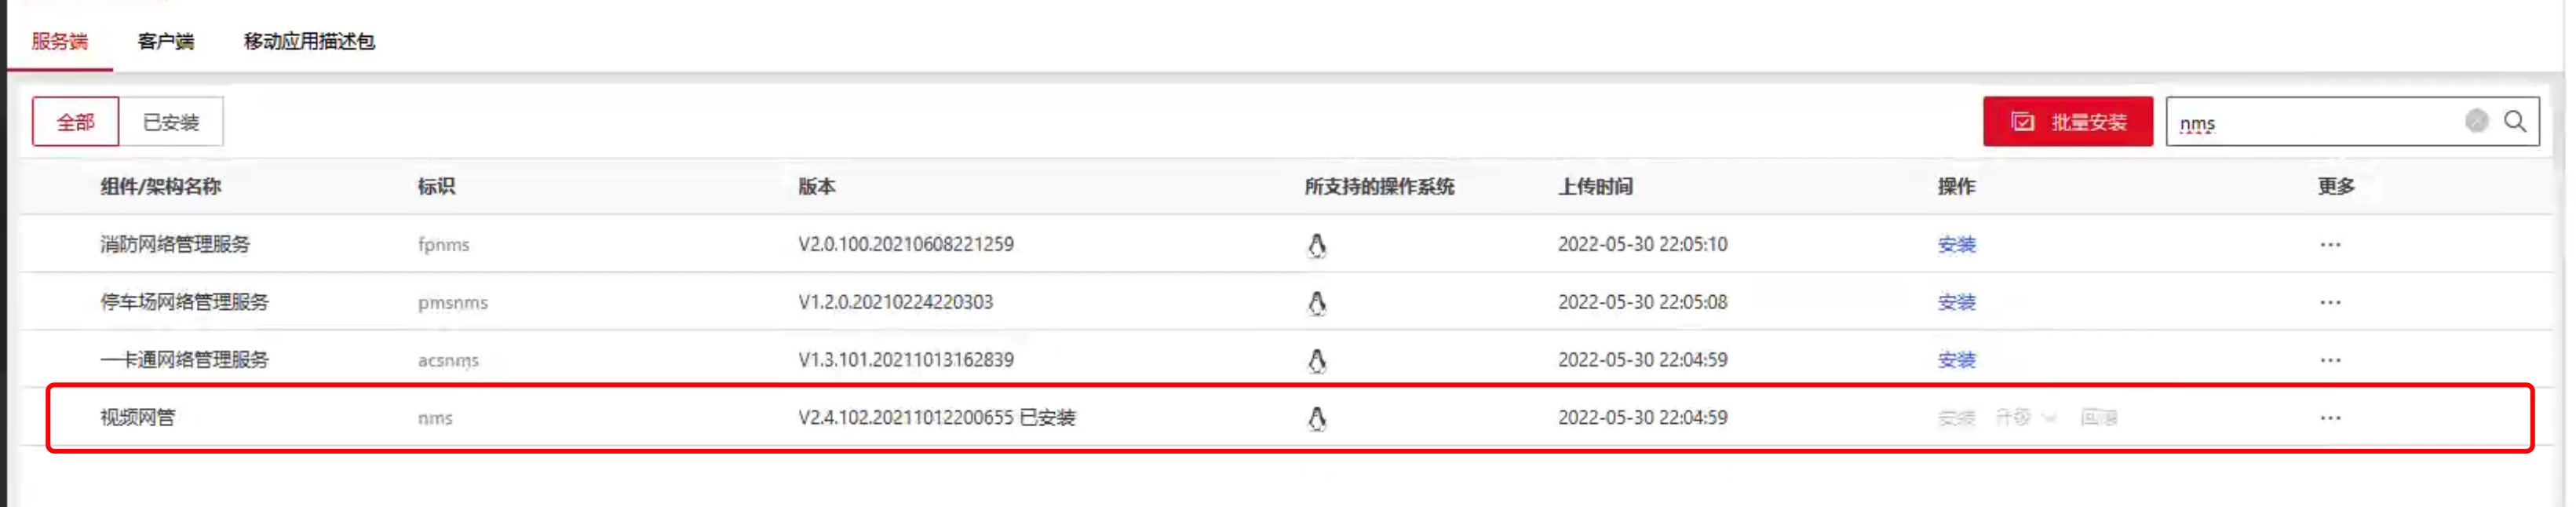 服务端 客户端 移动应用描述包
全部 已安装 批量安装 nms
组件/架构名称 标识 版本 所支持的操作系统 上传时间 操作 更多
消防网络管理服务 fpnms V2.0.100.20210608221259 2022-05-30 22:05:10 安装 ...
停车场网络管理服务 pmsnms V1.2.0.20210224220303 2022-05-30 22:05:08 安装 ...
一卡通网络管理服务 acsnms V1.3.101.20211013162839 2022-05-30 22:04:59 安装 ...
视频网管 nms V2.4.102.20211012200655 已安装 2022-05-30 22:04:59 安装 升级 回滚 ...